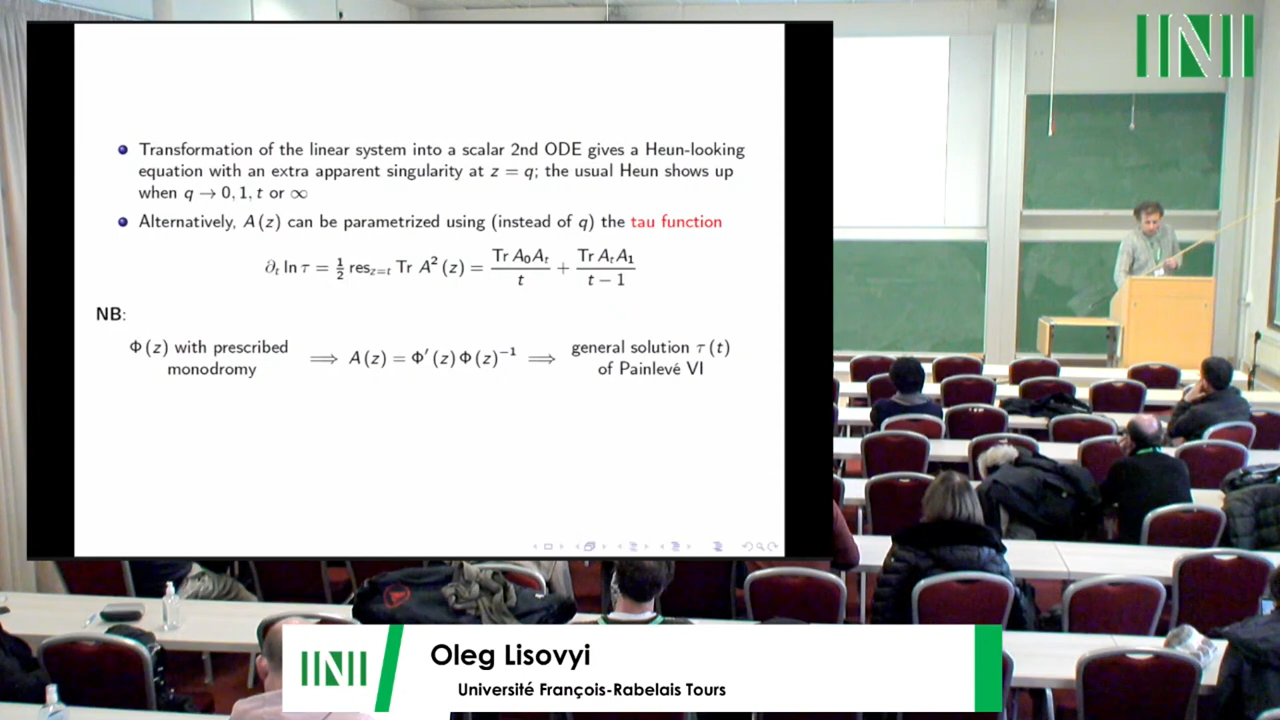 INI
Transformation of the linear system into a scalar 2nd ODE gives a Heun-looking
equation with an extra apparent singularity at z = q; the usual Heun shows up
when q → 0, 1, t or ∞
Alternatively, A(z) can be parametrized using (instead of q) the tau function
∂ₜ ln τ = ½ res_{z=t} Tr A²(z) = Tr A₀Aₜ / t + Tr AₜA₁ / (t − 1)
NB:
Φ(z) with prescribed
monodromy
⟹ A(z) = Φ′(z) Φ(z)⁻¹ ⟹
general solution τ(t)
of Painlevé VI
INI
Oleg Lisovyi
Université François-Rabelais Tours